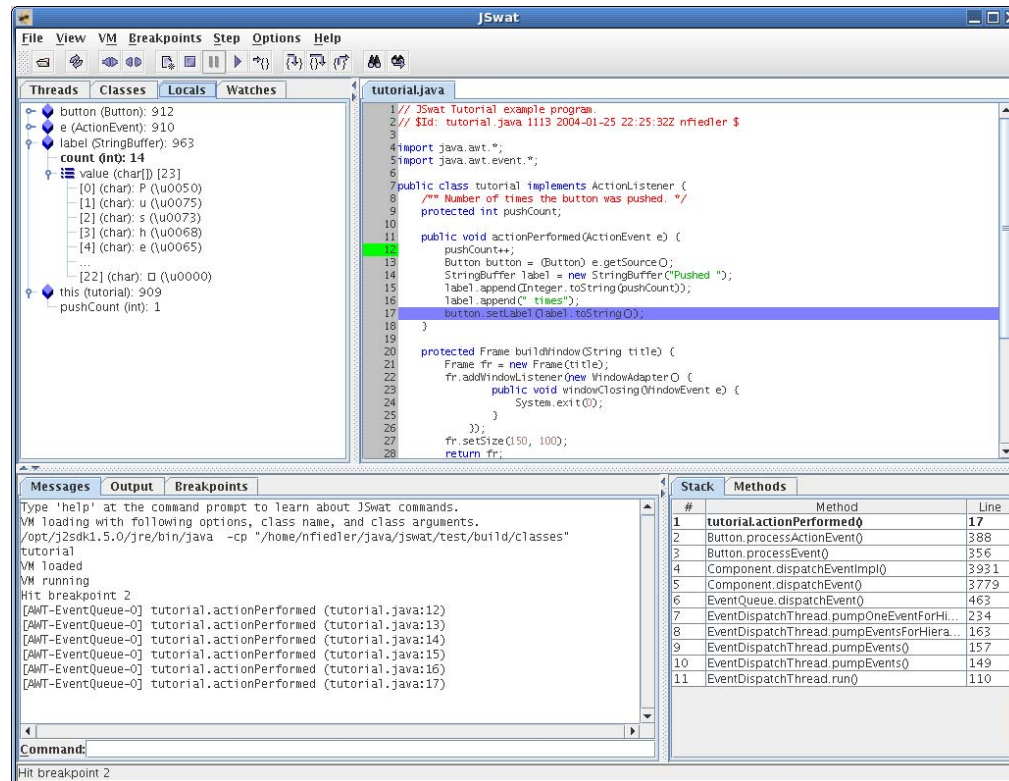 JSwat
File View VM Breakpoints Step Options Help
Threads Classes Locals Watches
button (Button): 912
e (ActionEvent): 910
label (StringBuffer): 963
count (int): 14
value (char[]) [23]
[0] (char): P (\u0050)
[1] (char): u (\u0075)
[2] (char): s (\u0073)
[3] (char): h (\u0068)
[4] (char): e (\u0065)
...
[22] (char): □ (\u0000)
this (tutorial): 909
pushCount (int): 1
tutorial.java
1 // JSwat Tutorial example program.
2 // $Id: tutorial.java 1113 2004-01-25 22:25:32Z nfiedler $
3
4 import java.awt.*;
5 import java.awt.event.*;
6
7 public class tutorial implements ActionListener {
8 /** Number of times the button was pushed. */
9 protected int pushCount;
10
11 public void actionPerformed(ActionEvent e) {
12 pushCount++;
13 Button button = (Button) e.getSource();
14 StringBuffer label = new StringBuffer("Pushed ");
15 label.append(Integer.toString(pushCount));
16 label.append(" times");
17 button.setLabel(label.toString());
18 }
19
20 protected Frame buildWindow(String title) {
21 Frame fr = new Frame(title);
22 fr.addWindowListener(new WindowAdapter() {
23 public void windowClosing(WindowEvent e) {
24 System.exit(0);
25 }
26 });
27 fr.setSize(150, 100);
28 return fr;
Messages Output Breakpoints
Type 'help' at the command prompt to learn about JSwat commands.
VM loading with following options, class name, and class arguments.
/opt/j2sdk1.5.0/jre/bin/java -cp "/home/nfiedler/java/jswat/test/build/classes"
tutorial
VM loaded
VM running
Hit breakpoint 2
[AWT-EventQueue-0] tutorial.actionPerformed (tutorial.java:12)
[AWT-EventQueue-0] tutorial.actionPerformed (tutorial.java:13)
[AWT-EventQueue-0] tutorial.actionPerformed (tutorial.java:14)
[AWT-EventQueue-0] tutorial.actionPerformed (tutorial.java:15)
[AWT-EventQueue-0] tutorial.actionPerformed (tutorial.java:16)
[AWT-EventQueue-0] tutorial.actionPerformed (tutorial.java:17)
Command:
Stack Methods
# Method Line
1 tutorial.actionPerformed() 17
2 Button.processActionEvent() 388
3 Button.processEvent() 356
4 Component.dispatchEventImpl() 3931
5 Component.dispatchEvent() 3779
6 EventQueue.dispatchEvent() 463
7 EventDispatchThread.pumpOneEventForHi... 234
8 EventDispatchThread.pumpEventsForHiera... 163
9 EventDispatchThread.pumpEvents() 157
10 EventDispatchThread.pumpEvents() 149
11 EventDispatchThread.run() 110
Hit breakpoint 2